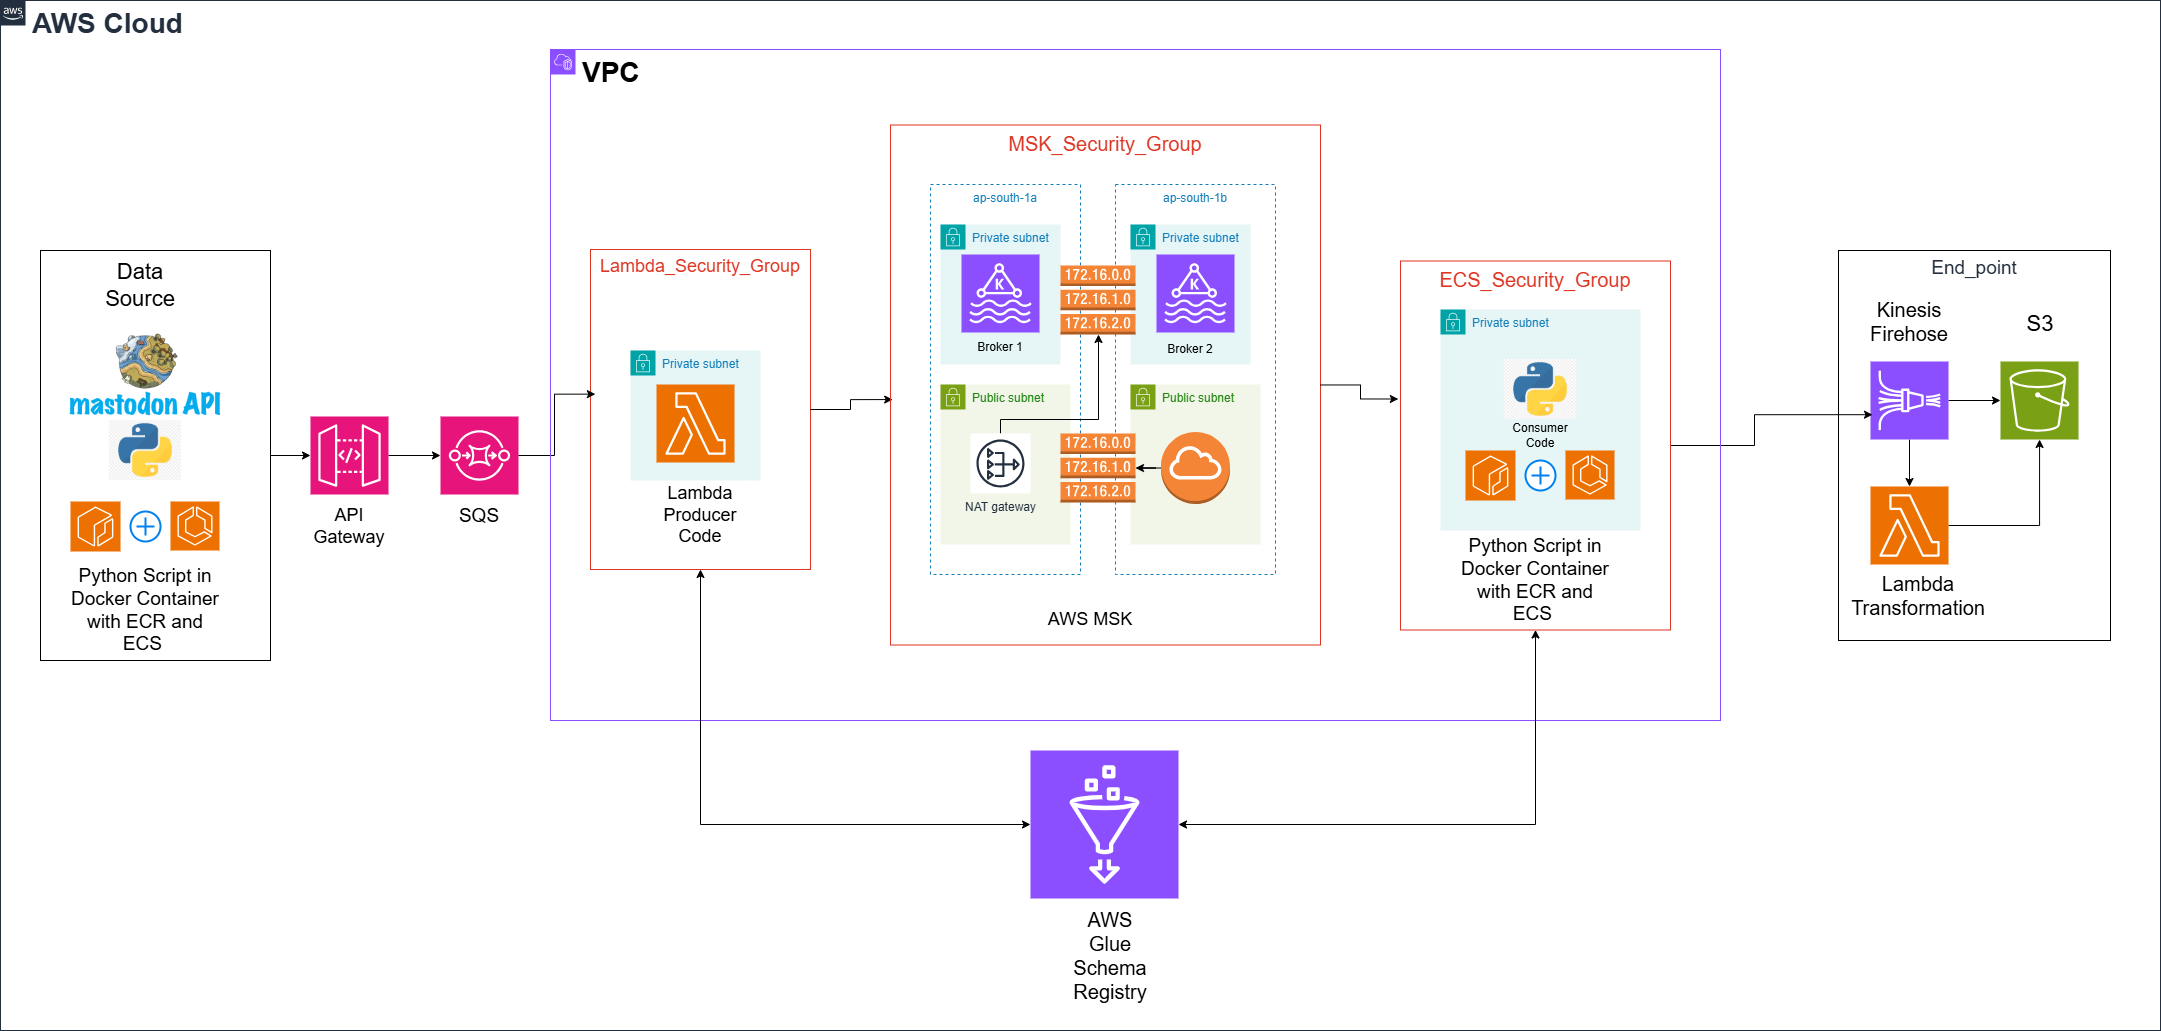 aws
AWS Cloud
VPC
Data
Source
mastodon API
Python Script in
Docker Container
with ECR and
ECS
API
Gateway
SQS
Lambda_Security_Group
Private subnet
Lambda
Producer
Code
MSK_Security_Group
ap-south-1a
Private subnet
K
Broker 1
Public subnet
NAT gateway
172.16.0.0
172.16.1.0
172.16.2.0
172.16.0.0
172.16.1.0
172.16.2.0
ap-south-1b
Private subnet
K
Broker 2
Public subnet
AWS MSK
ECS_Security_Group
Private subnet
Consumer
Code
Python Script in
Docker Container
with ECR and
ECS
End_point
Kinesis
Firehose
S3
Lambda
Transformation
AWS
Glue
Schema
Registry